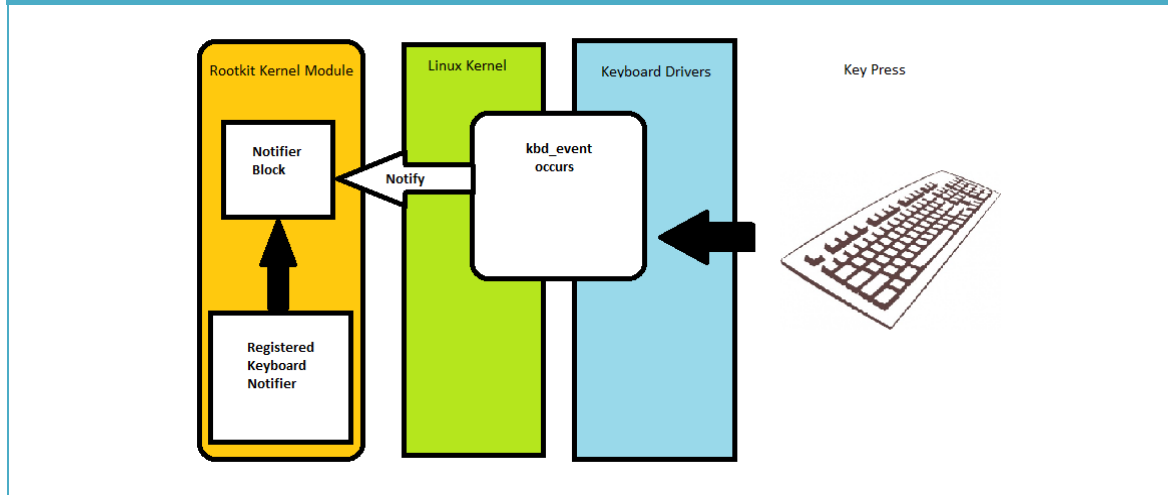 Rootkit Kernel Module
Linux Kernel
Keyboard Drivers
Key Press
Notifier
Block
Notify
kbd_event
occurs
Registered
Keyboard
Notifier